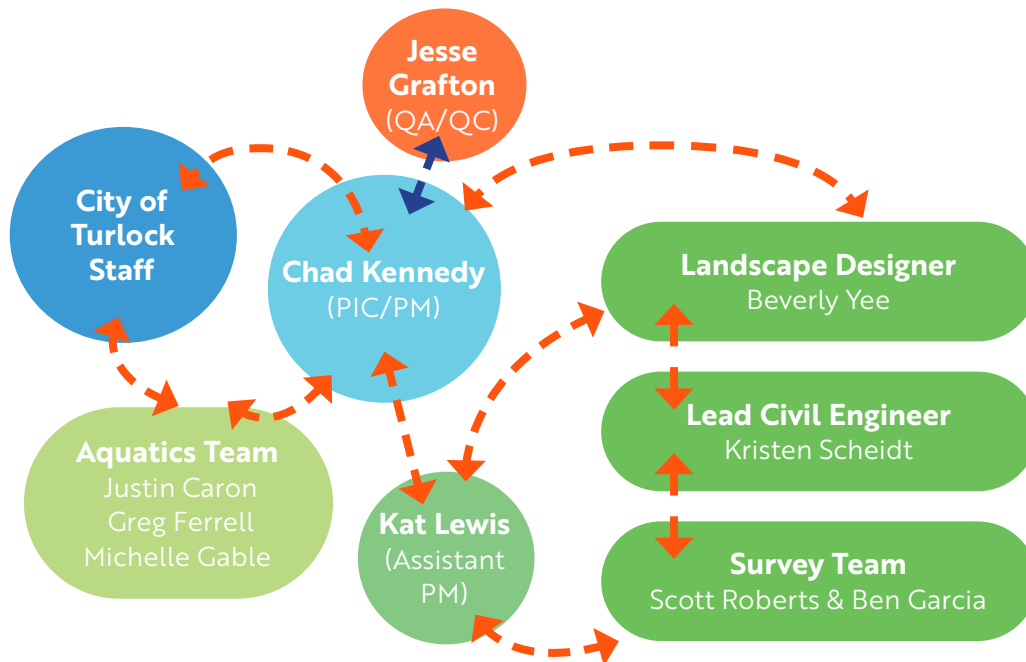 Jesse
Grafton
(QA/QC)
City of
Turlock
Staff
Chad Kennedy
(PIC/PM)
Landscape Designer
Beverly Yee
Lead Civil Engineer
Kristen Scheidt
Aquatics Team
Justin Caron
Greg Ferrell
Michelle Gable
Kat Lewis
(Assistant
PM)
Survey Team
Scott Roberts & Ben Garcia